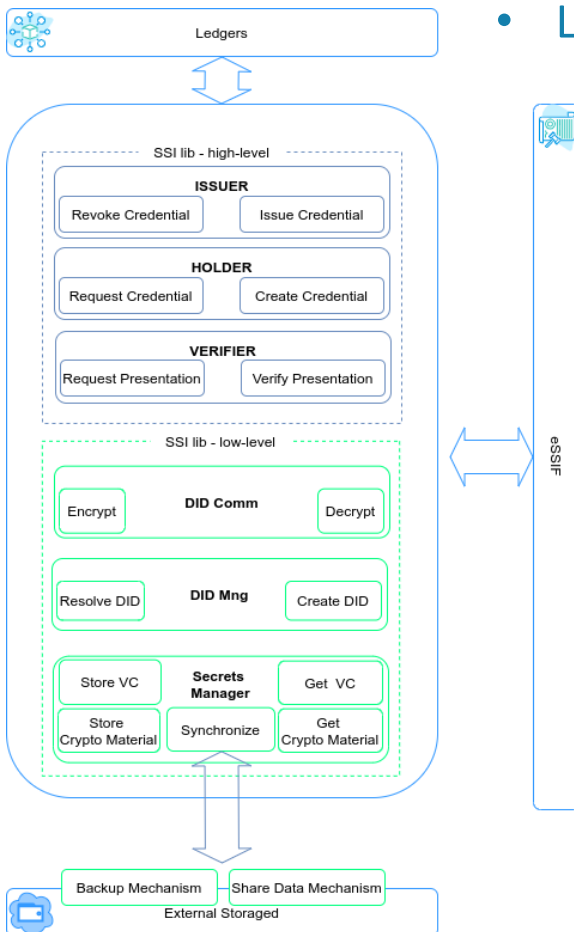 Ledgers
• L
SSI lib - high-level
ISSUER
Revoke Credential
Issue Credential
HOLDER
Request Credential
Create Credential
VERIFIER
Request Presentation
Verify Presentation
SSI lib - low-level
DID Comm
Encrypt
Decrypt
DID Mng
Resolve DID
Create DID
Secrets
Manager
Store VC
Get VC
Store
Crypto Material
Synchronize
Get
Crypto Material
eSSIF
Backup Mechanism
Share Data Mechanism
External Storaged